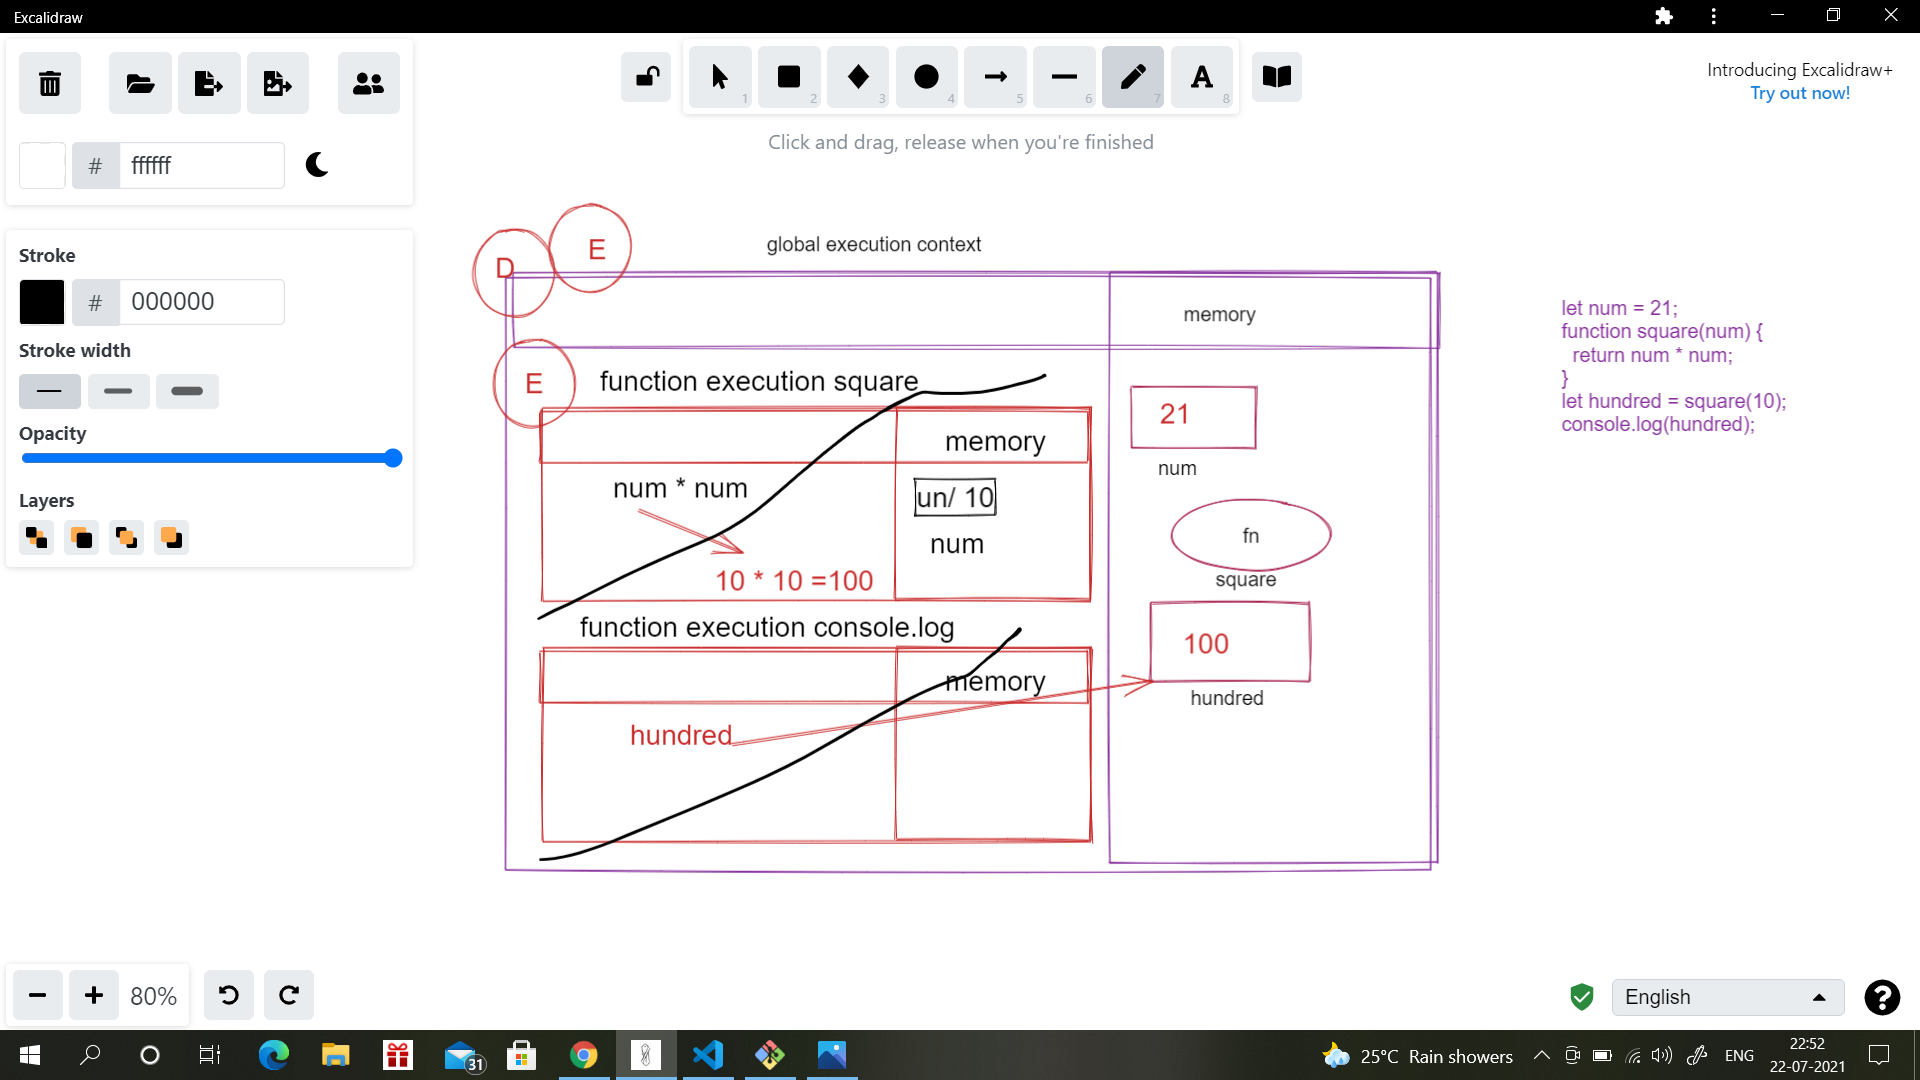 Excalidraw
1
2
3
4
5
6
7
8
Introducing Excalidraw+
Try out now!
Click and drag, release when you're finished
# ffffff
Stroke
# 000000
Stroke width
Opacity
Layers
D
E
global execution context
memory
E
function execution square
memory
num * num
un/ 10
num
10 * 10 =100
function execution console.log
memory
hundred
21
num
fn
square
100
hundred
let num = 21;
function square(num) {
return num * num;
}
let hundred = square(10);
console.log(hundred);
80%
English
?
31
25°C Rain showers
ENG
22:52
22-07-2021